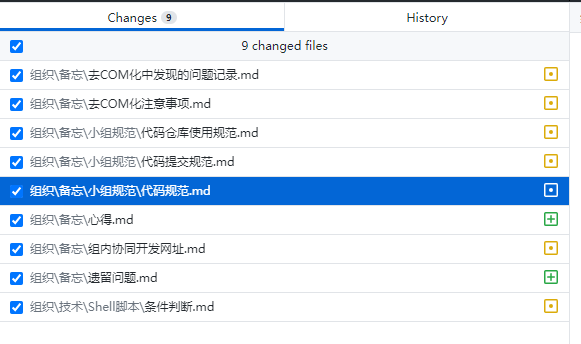 Changes 9 History
9 changed files
组织\备忘\去COM化中发现的问题记录.md
组织\备忘\去COM化注意事项.md
组织\备忘\小组规范\代码仓库使用规范.md
组织\备忘\小组规范\代码提交规范.md
组织\备忘\小组规范\代码规范.md
组织\备忘\心得.md
组织\备忘\组内协同开发网址.md
组织\备忘\遗留问题.md
组织\技术\Shell脚本\条件判断.md